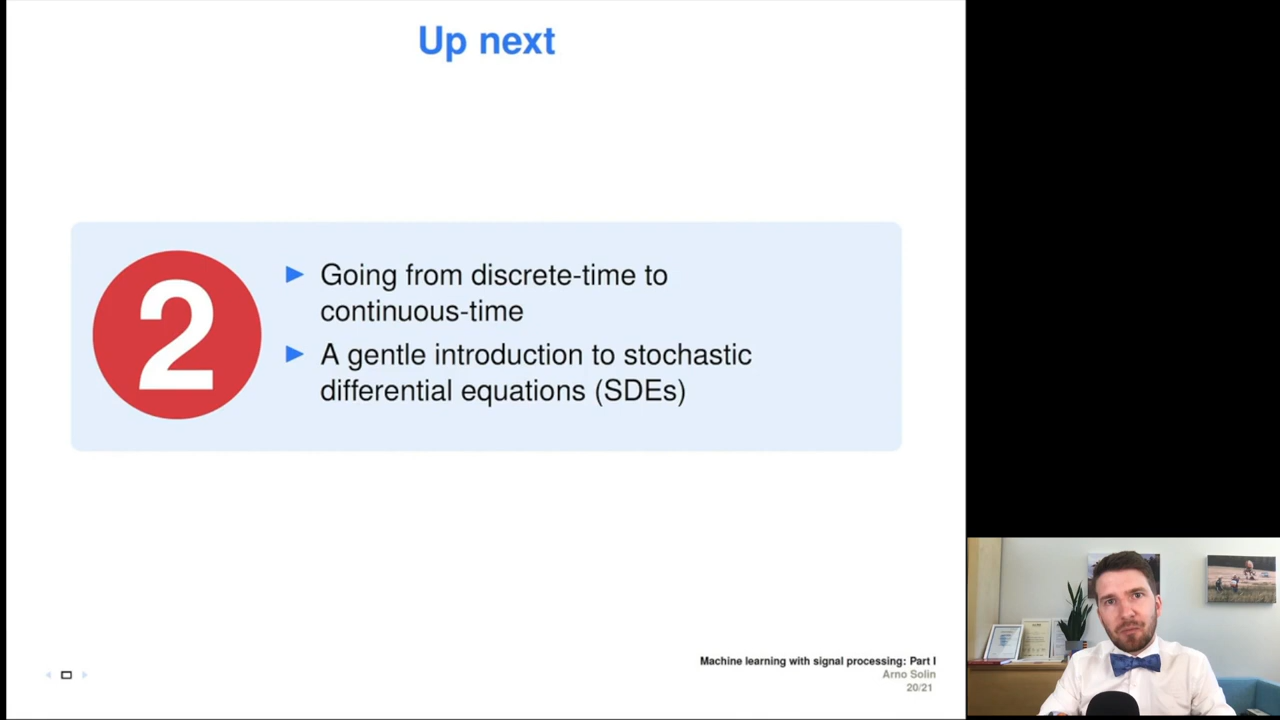 Up next
2
Going from discrete-time to
continuous-time
A gentle introduction to stochastic
differential equations (SDEs)
Machine learning with signal processing: Part I
Arno Solin
20/21